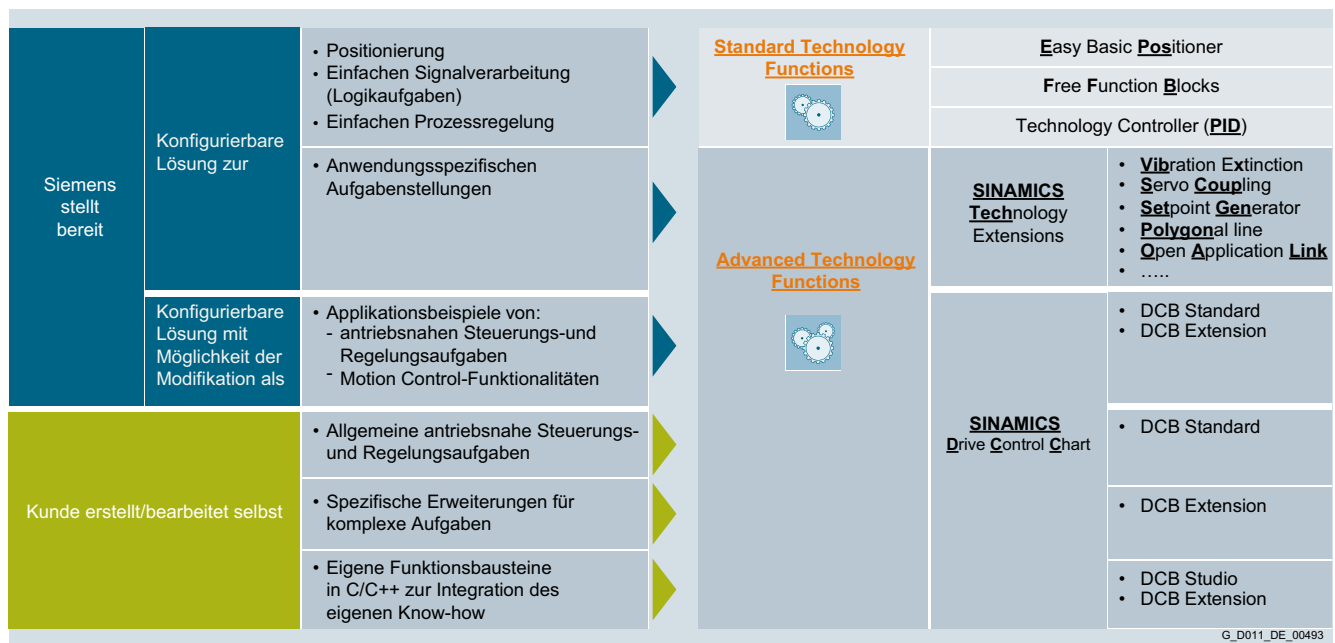 Siemens
stellt
bereit
Konfigurierbare
Lösung zur
• Positionierung
• Einfachen Signalverarbeitung
(Logikaufgaben)
• Einfachen Prozessregelung
• Anwendungsspezifischen
Aufgabenstellungen
Konfigurierbare
Lösung mit
Möglichkeit der
Modifikation als
• Applikationsbeispiele von:
- antriebsnahen Steuerungs-und
Regelungsaufgaben
- Motion Control-Funktionalitäten
Kunde erstellt/bearbeitet selbst
• Allgemeine antriebsnahe Steuerungs-
und Regelungsaufgaben
• Spezifische Erweiterungen für
komplexe Aufgaben
• Eigene Funktionsbausteine
in C/C++ zur Integration des
eigenen Know-how
Standard Technology
Functions
Easy Basic Positioner
Free Function Blocks
Technology Controller (PID)
Advanced Technology
Functions
SINAMICS
Technology
Extensions
• Vibration Extinction
• Servo Coupling
• Setpoint Generator
• Polygonal line
• Open Application Link
• …..
SINAMICS
Drive Control Chart
• DCB Standard
• DCB Extension
• DCB Standard
• DCB Extension
• DCB Studio
• DCB Extension
G_D011_DE_00493